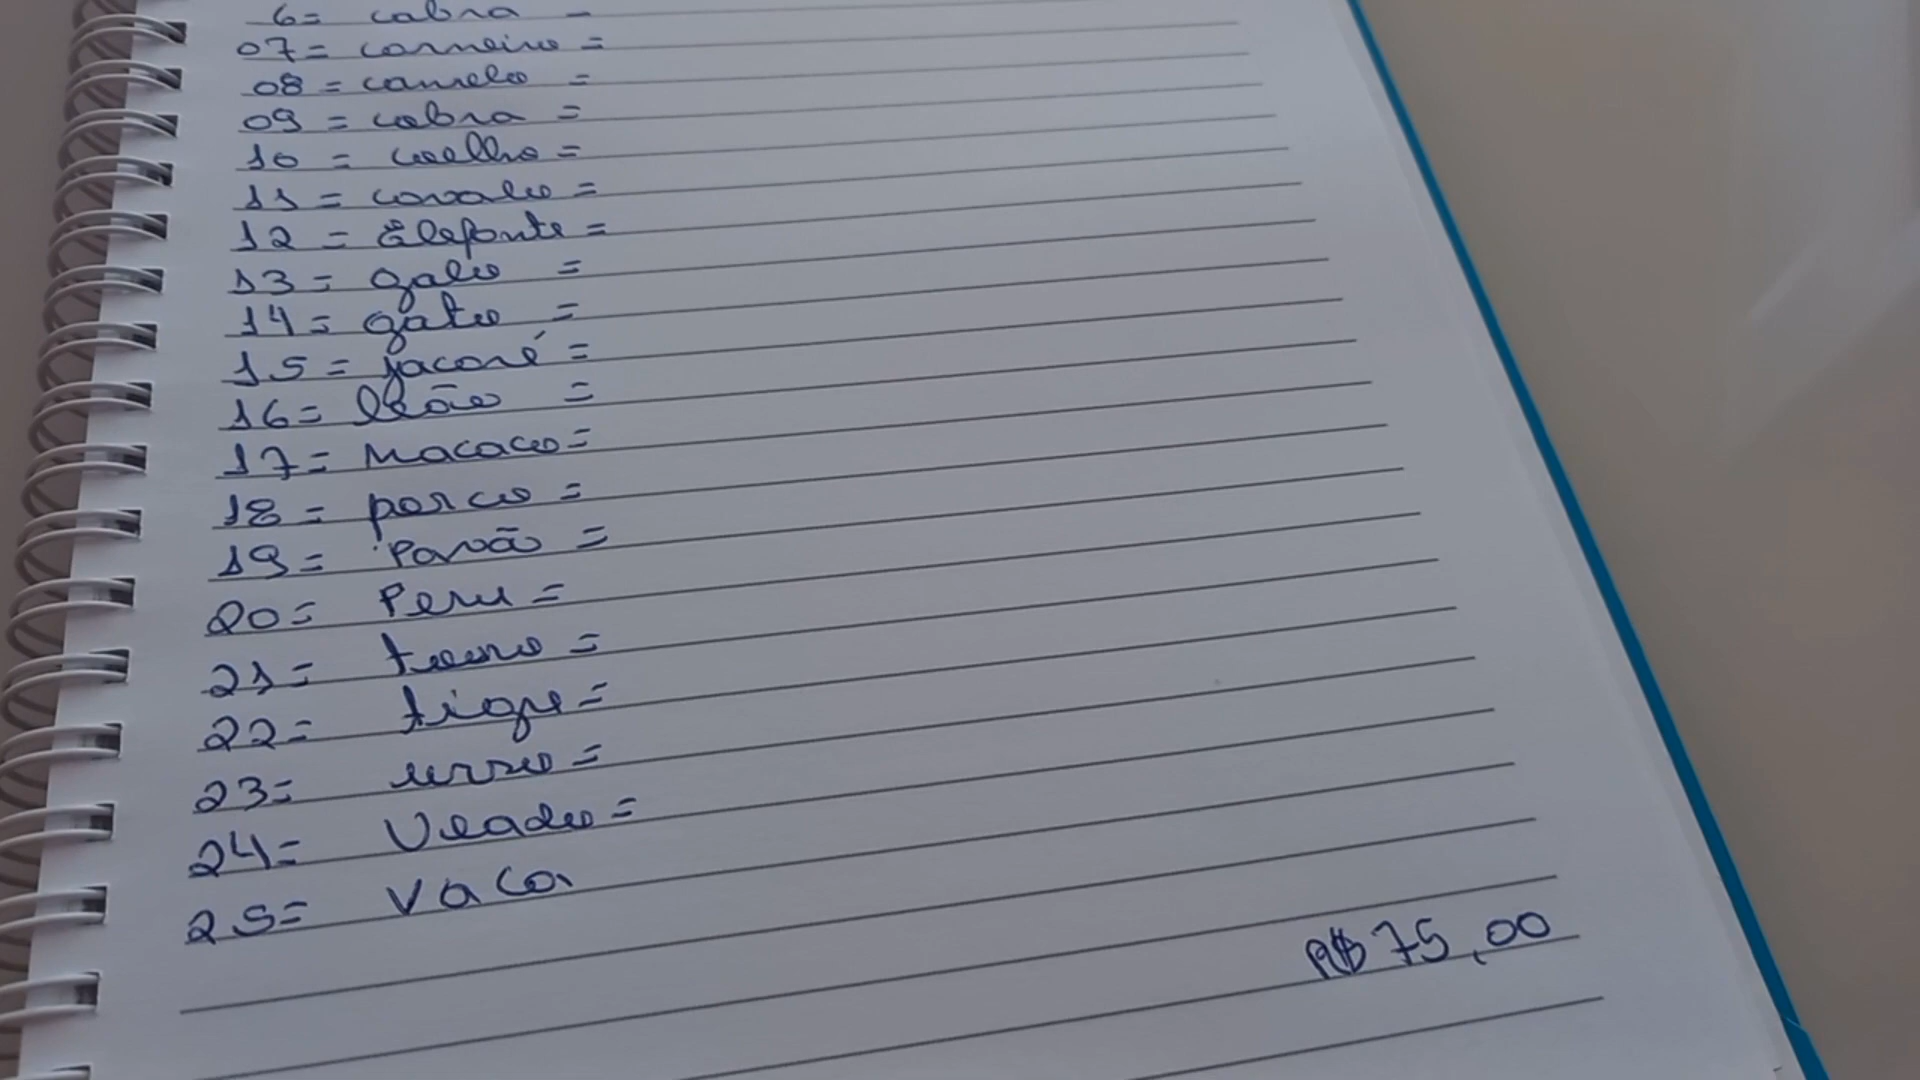 6= cabra =
07= carneiro =
08 = camelo =
09 = cobra =
10 = coelho =
11 = cavalo =
12 = Elefante =
13 = galo =
14 = gato =
15 = jacaré =
16 = leão =
17 = Macaco =
18 = porco =
19 = Pavão =
20 = Peru =
21 = touro =
22 = tigre =
23 = urso =
24 = Veado =
25 = Vaca
R$ 75,00